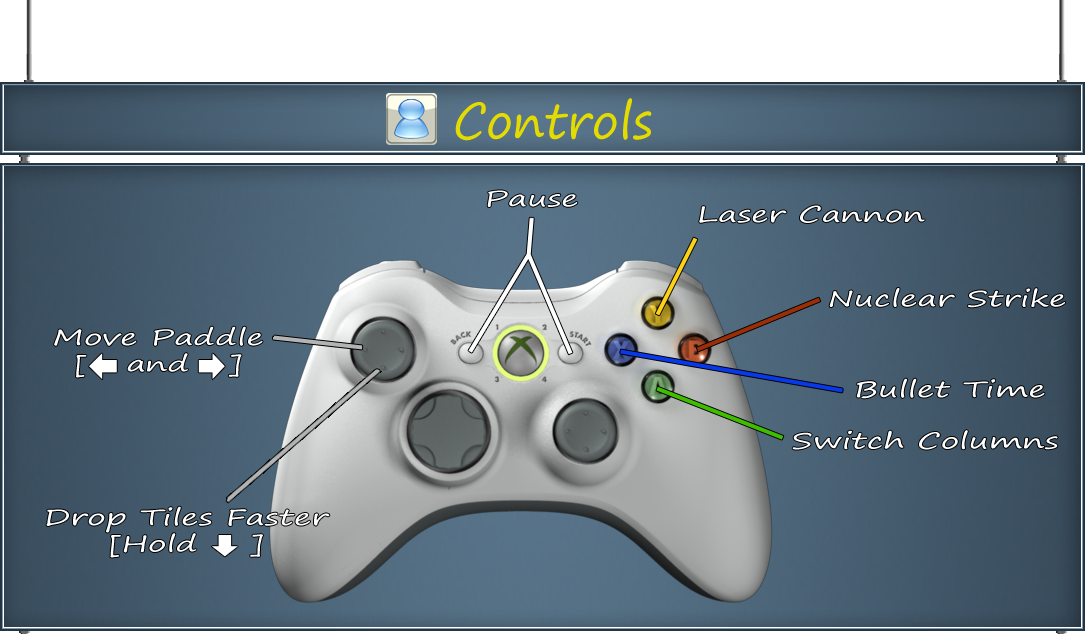 Controls
Pause
Laser Cannon
Nuclear Strike
BACK
1
2
START
Move Paddle
[⬅ and ➡]
Y
X
B
A
3
4
Bullet Time
Switch Columns
Drop Tiles Faster
[Hold ⬇ ]